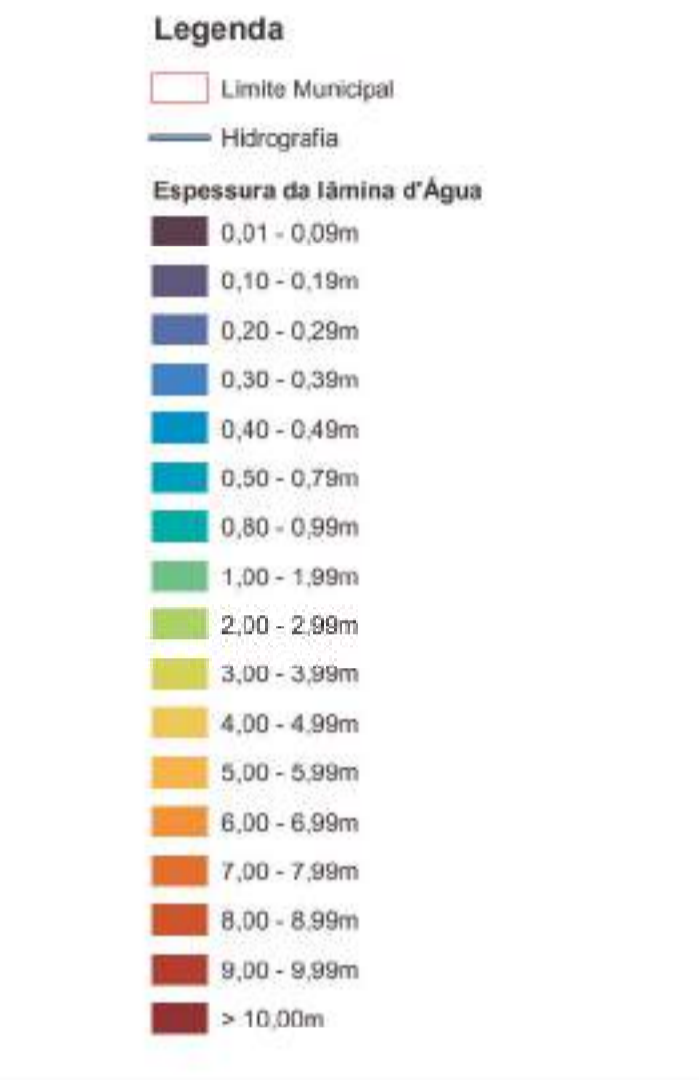 Legenda
Limite Municipal
Hidrografia
Espessura da lâmina d'Água
0,01 - 0,09m
0,10 - 0,19m
0,20 - 0,29m
0,30 - 0,39m
0,40 - 0,49m
0,50 - 0,79m
0,80 - 0,99m
1,00 - 1,99m
2,00 - 2,99m
3,00 - 3,99m
4,00 - 4,99m
5,00 - 5,99m
6,00 - 6,99m
7,00 - 7,99m
8,00 - 8,99m
9,00 - 9,99m
> 10,00m